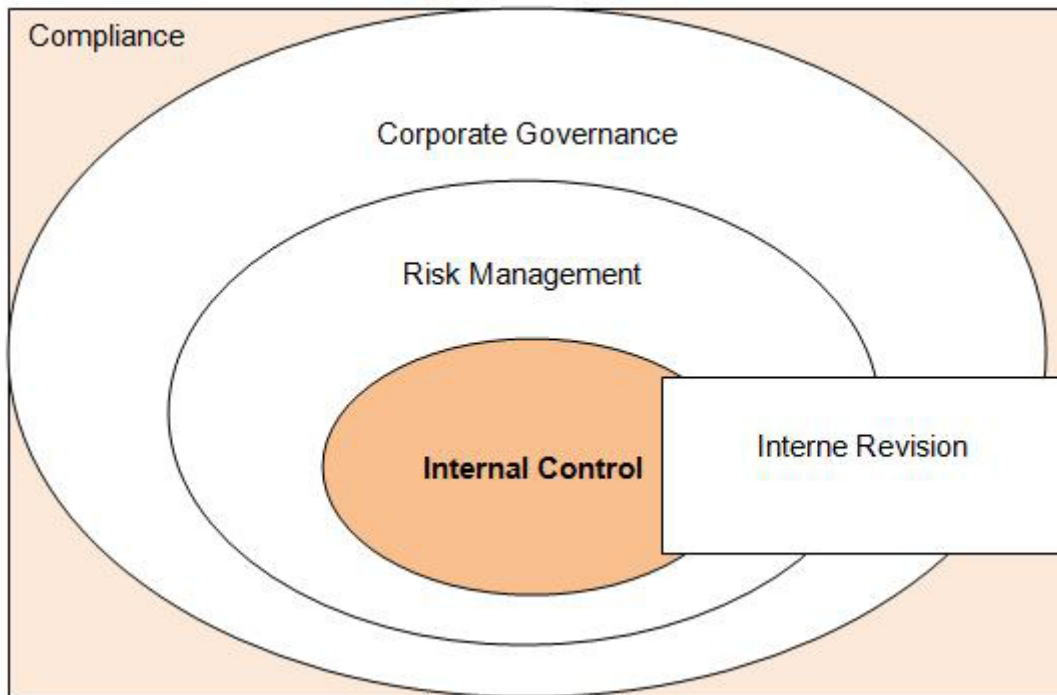 Compliance
Corporate Governance
Risk Management
Interne Revision
Internal Control